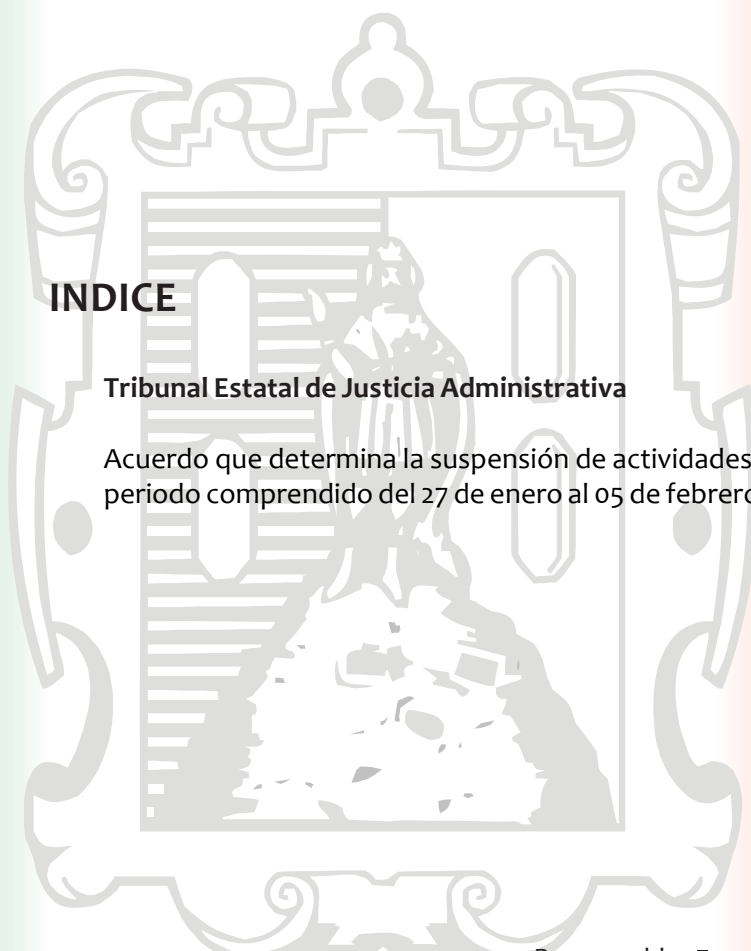 INDICE
Tribunal Estatal de Justicia Administrativa
Acuerdo que determina la suspensión de actividades
periodo comprendido del 27 de enero al 05 de febrero